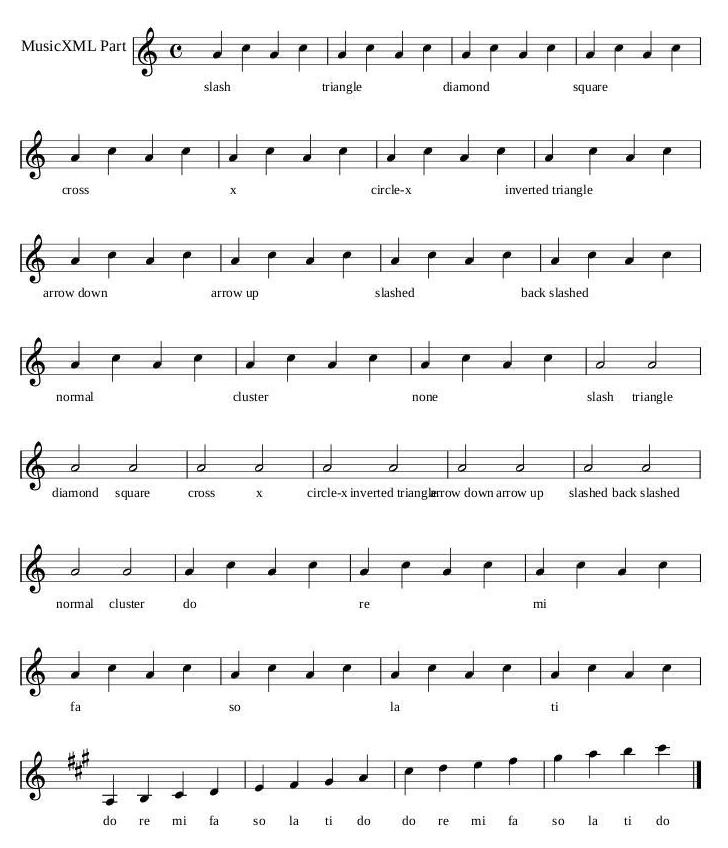 MusicXML Part
slash triangle diamond square
cross x circle-x inverted triangle
arrow down arrow up slashed back slashed
normal cluster none slash triangle
diamond square cross x circle-x inverted triangle arrow down arrow up slashed back slashed
normal cluster do re mi
fa so la ti
do re mi fa so la ti do do re mi fa so la ti do